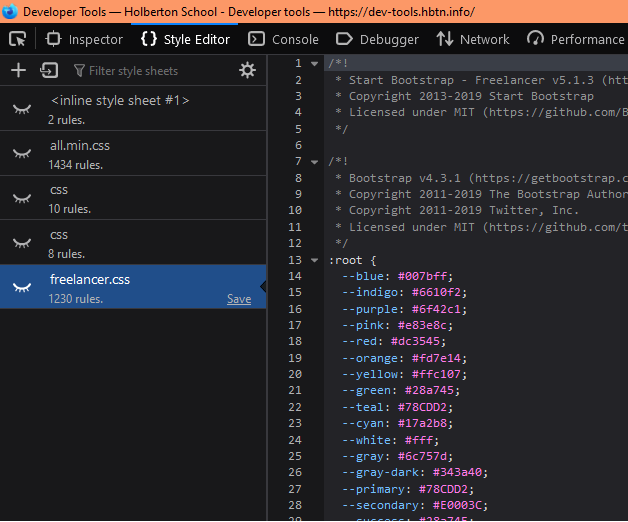 Developer Tools — Holberton School - Developer tools — https://dev-tools.hbtn.info/
Inspector Style Editor Console Debugger Network Performance
Filter style sheets
<inline style sheet #1>
2 rules.
all.min.css
1434 rules.
css
10 rules.
css
8 rules.
freelancer.css
1230 rules. Save
1 /*!
2 * Start Bootstrap - Freelancer v5.1.3 (htt
3 * Copyright 2013-2019 Start Bootstrap
4 * Licensed under MIT (https://github.com/B
5 */
6
7 /*!
8 * Bootstrap v4.3.1 (https://getbootstrap.c
9 * Copyright 2011-2019 The Bootstrap Author
10 * Copyright 2011-2019 Twitter, Inc.
11 * Licensed under MIT (https://github.com/t
12 */
13 :root {
14 --blue: #007bff;
15 --indigo: #6610f2;
16 --purple: #6f42c1;
17 --pink: #e83e8c;
18 --red: #dc3545;
19 --orange: #fd7e14;
20 --yellow: #ffc107;
21 --green: #28a745;
22 --teal: #78CDD2;
23 --cyan: #17a2b8;
24 --white: #fff;
25 --gray: #6c757d;
26 --gray-dark: #343a40;
27 --primary: #78CDD2;
28 --secondary: #E0003C;
29 --success: #28a745;